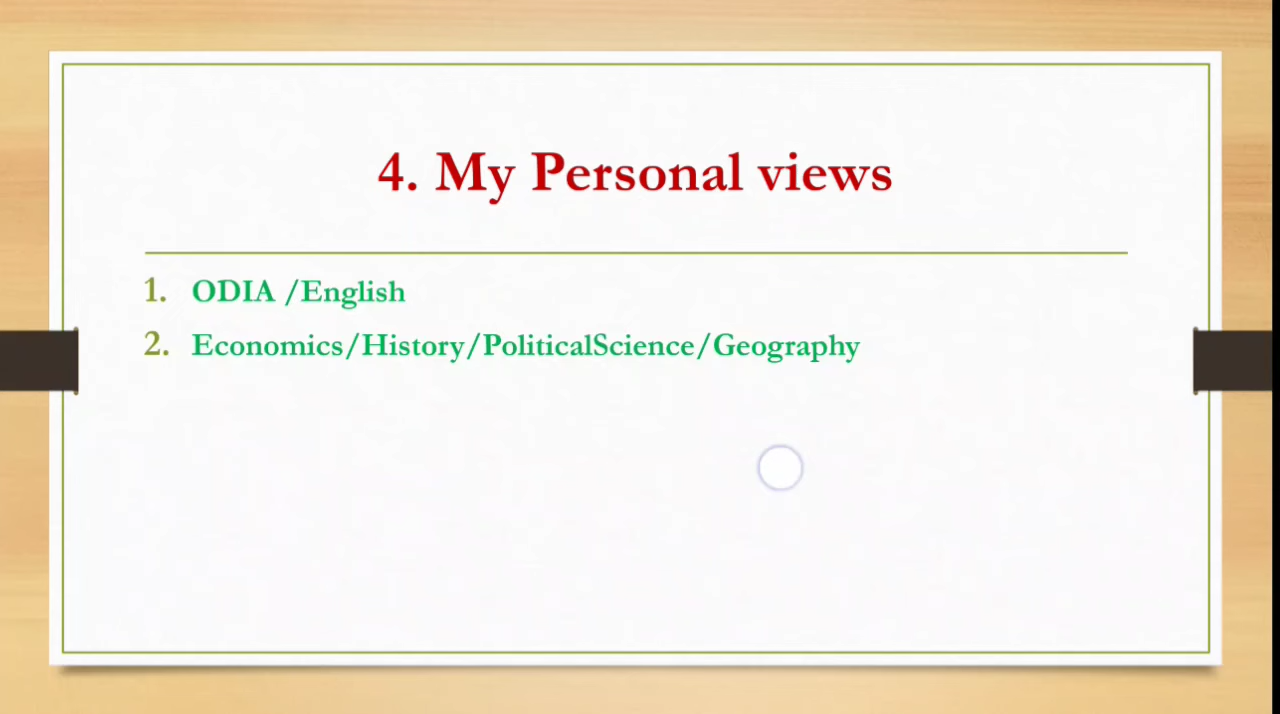 4. My Personal views
1. ODIA /English
2. Economics/History/PoliticalScience/Geography